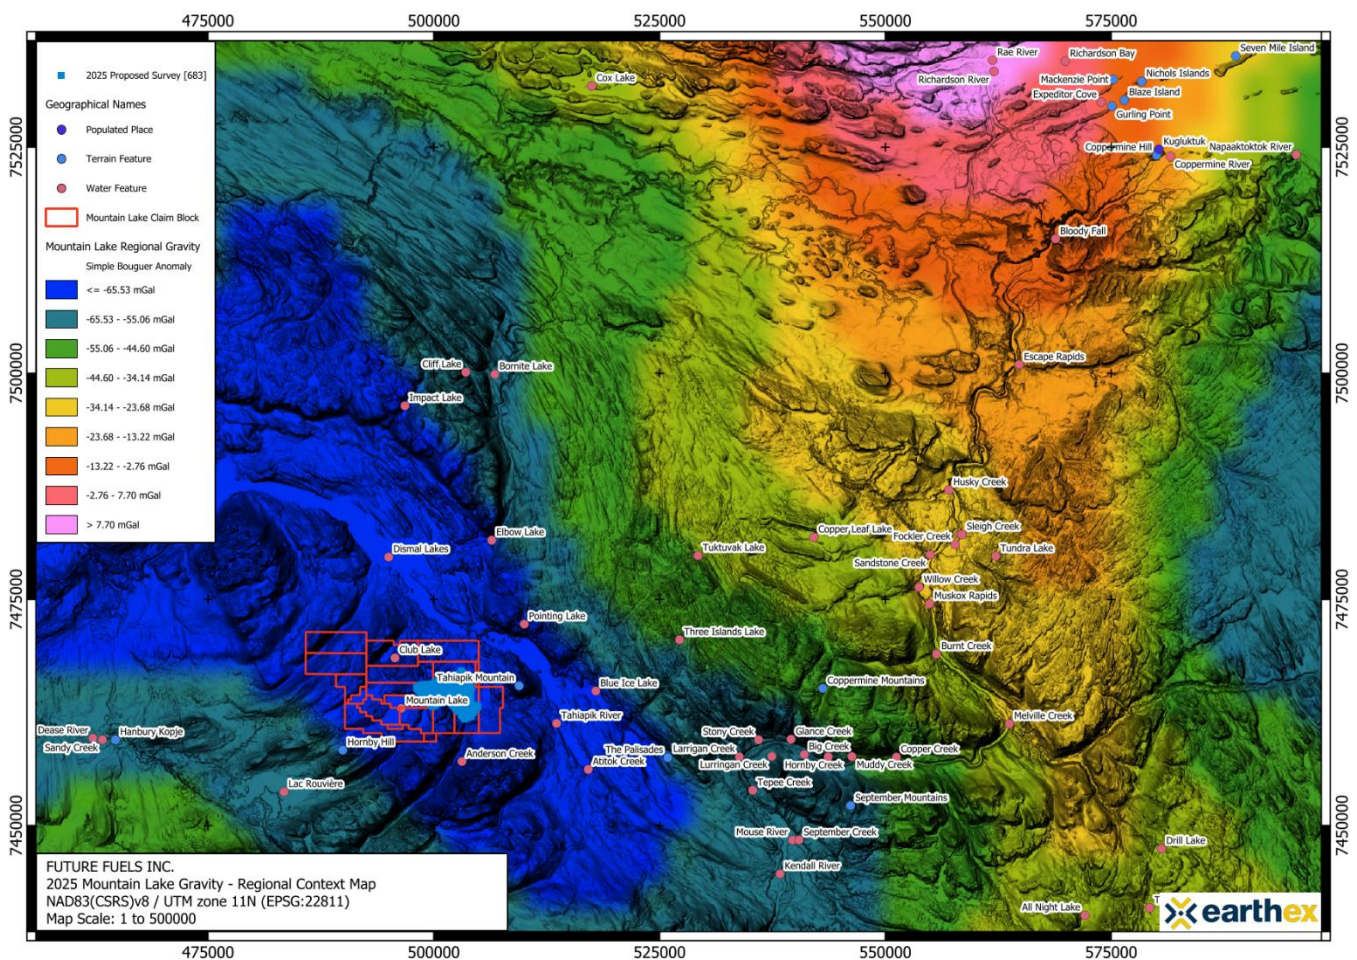 475000 500000 525000 550000 575000
2025 Proposed Survey [683]
Geographical Names
Populated Place
Terrain Feature
Water Feature
Mountain Lake Claim Block
Mountain Lake Regional Gravity
Simple Bouguer Anomaly
<= -65.53 mGal
-65.53 - -55.06 mGal
-55.06 - -44.60 mGal
-44.60 - -34.14 mGal
-34.14 - -23.68 mGal
-23.68 - -13.22 mGal
-13.22 - -2.76 mGal
-2.76 - 7.70 mGal
> 7.70 mGal
Seven Mile Island
Rae River
Richardson Bay
Cox Lake
Richardson River
Mackenzie Point
Nichols Islands
Expeditor Cove
Blaze Island
Gurling Point
7525000
7525000
Coppermine Hill
Kugluktuk
Napaaktoktok River
Coppermine River
Bloody Fall
Escape Rapids
7500000
7500000
Cliff Lake
Bornite Lake
Impact Lake
Husky Creek
Elbow Lake
Copper Leaf Lake
Sleigh Creek
Fockler Creek
Dismal Lakes
Tuktuvak Lake
Sandstone Creek
Tundra Lake
Willow Creek
Muskox Rapids
7475000
7475000
Pointing Lake
Three Islands Lake
Club Lake
Burnt Creek
Tahiapik Mountain
Coppermine Mountains
Blue Ice Lake
Mountain Lake
Tahiapik River
Melville Creek
Dease River
Hanbury Kopje
Sandy Creek
Hornby Hill
Stony Creek
Glance Creek
The Palisades
Larrigan Creek
Big Creek
Copper Creek
Anderson Creek
Atitok Creek
Lurringan Creek
Hornby Creek
Muddy Creek
Lac Rouvière
Tepee Creek
September Mountains
7450000
7450000
Mouse River
September Creek
Drill Lake
Kendall River
All Night Lake
T
FUTURE FUELS INC.
2025 Mountain Lake Gravity - Regional Context Map
NAD83(CSRS)v8 / UTM zone 11N (EPSG:22811)
Map Scale: 1 to 500000
earthex
475000 500000 525000 550000 575000